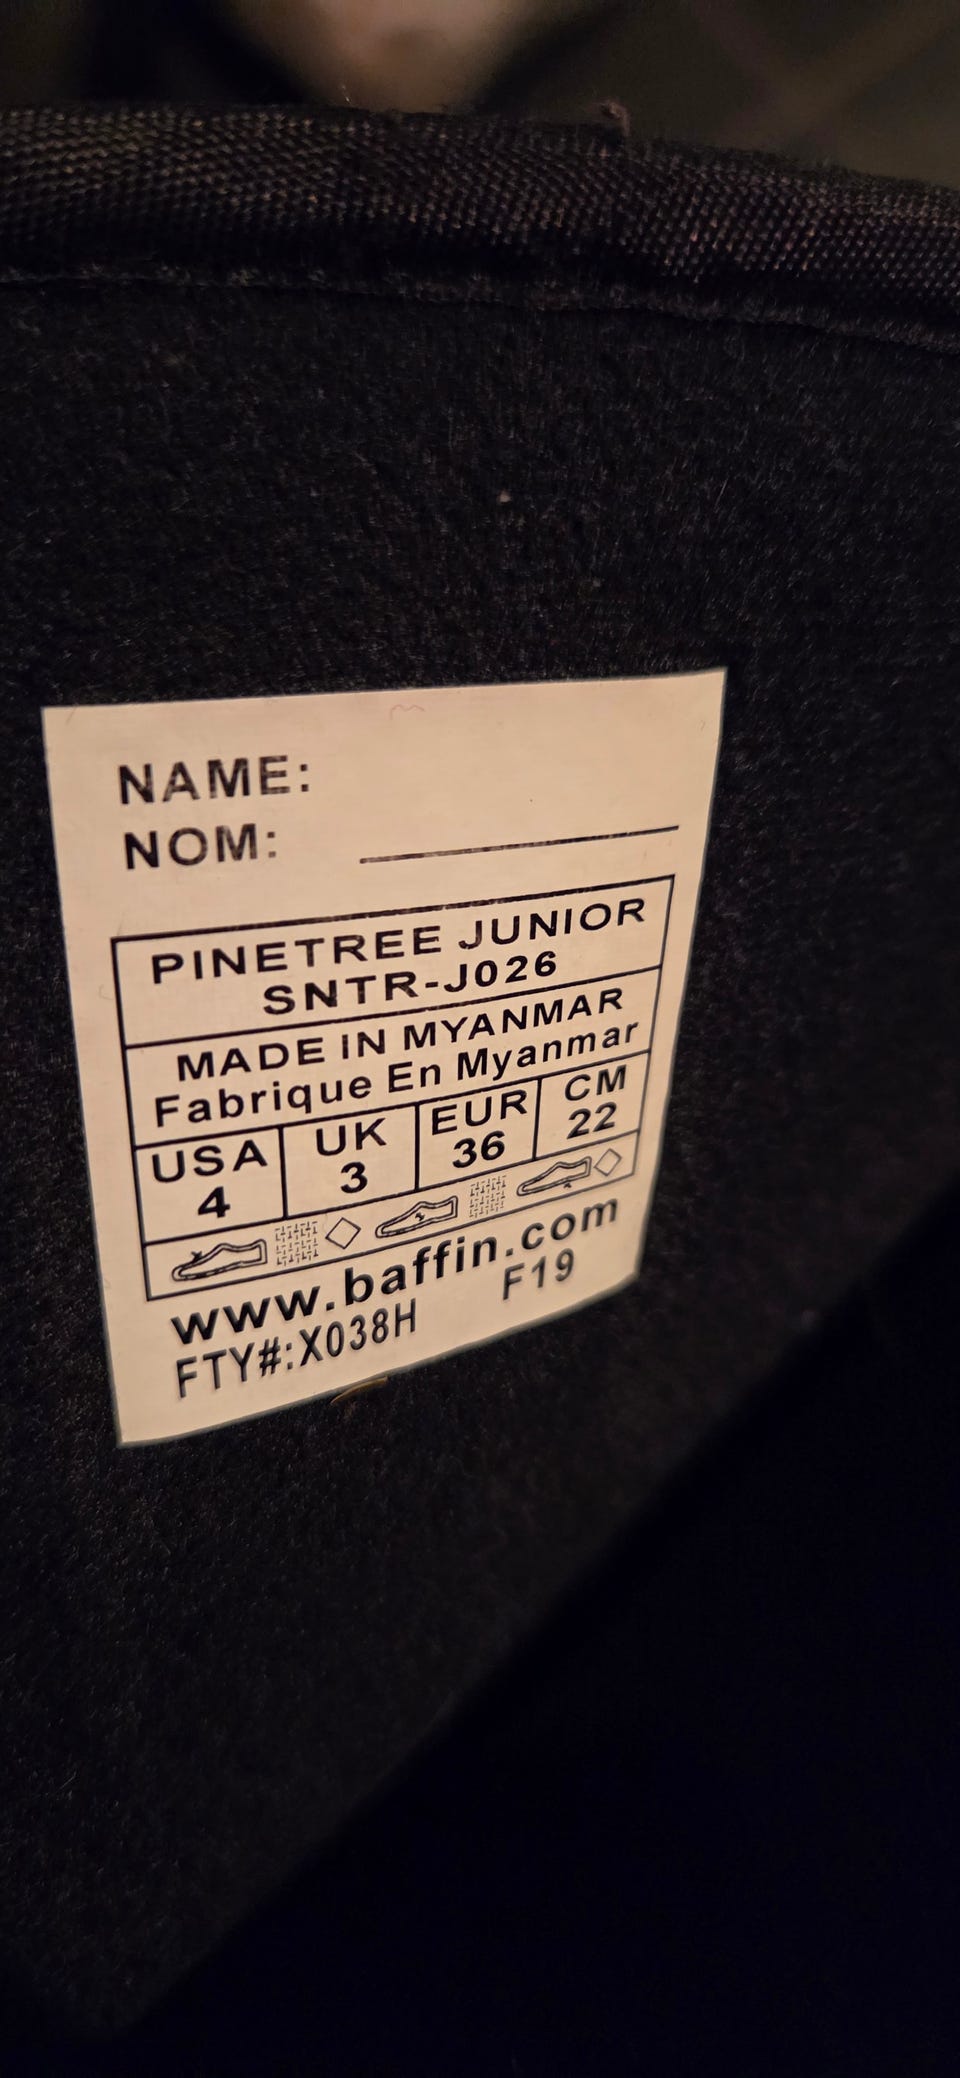 NAME:
NOM:
PINETREE JUNIOR
SNTR-J026
MADE IN MYANMAR
Fabrique En Myanmar
USA UK EUR CM
4 3 36 22
www.baffin.com
FTY#:X038H F19